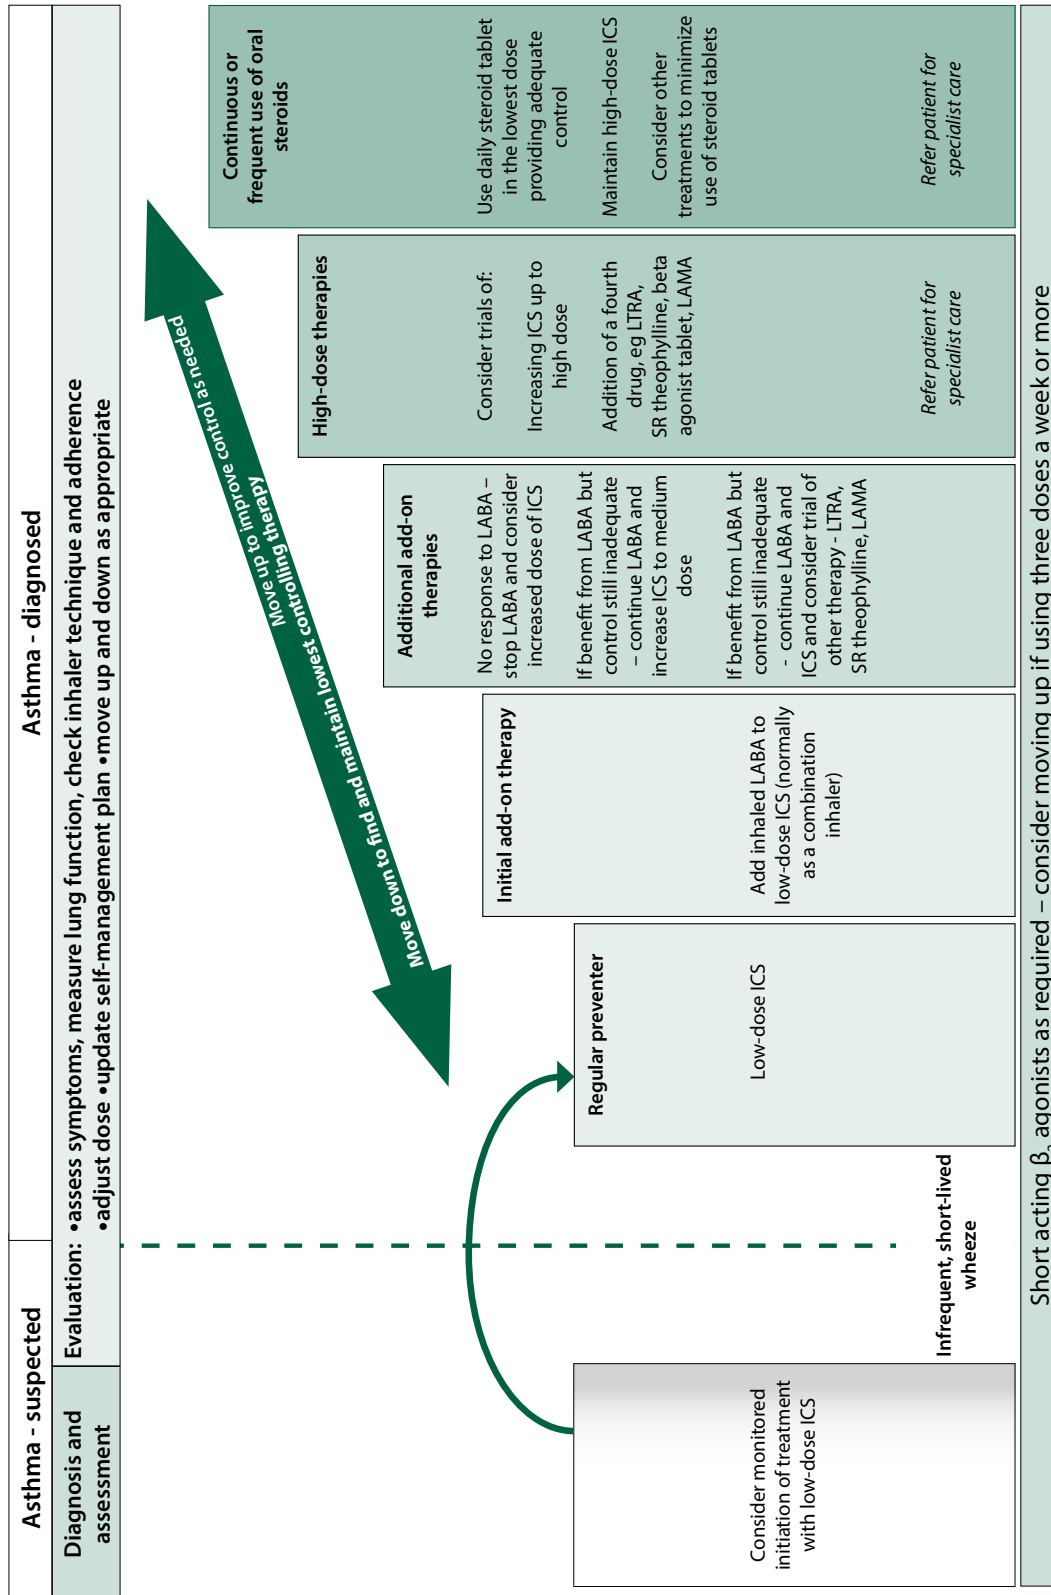 Asthma - suspected
Asthma - diagnosed
Diagnosis and
assessment
Evaluation: •assess symptoms, measure lung function, check inhaler technique and adherence
•adjust dose •update self-management plan •move up and down as appropriate
Move up to improve control as needed
Move down to find and maintain lowest controlling therapy
Consider monitored
initiation of treatment
with low-dose ICS
Infrequent, short-lived
wheeze
Regular preventer
Low-dose ICS
Initial add-on therapy
Add inhaled LABA to
low-dose ICS (normally
as a combination
inhaler)
Additional add-on
therapies
No response to LABA –
stop LABA and consider
increased dose of ICS
If benefit from LABA but
control still inadequate
– continue LABA and
increase ICS to medium
dose
If benefit from LABA but
control still inadequate
- continue LABA and
ICS and consider trial of
other therapy - LTRA,
SR theophylline, LAMA
High-dose therapies
Consider trials of:
Increasing ICS up to
high dose
Addition of a fourth
drug, eg LTRA,
SR theophylline, beta
agonist tablet, LAMA
Refer patient for
specialist care
Continuous or
frequent use of oral
steroids
Use daily steroid tablet
in the lowest dose
providing adequate
control
Maintain high-dose ICS
Consider other
treatments to minimize
use of steroid tablets
Refer patient for
specialist care
Short acting β₂ agonists as required – consider moving up if using three doses a week or more